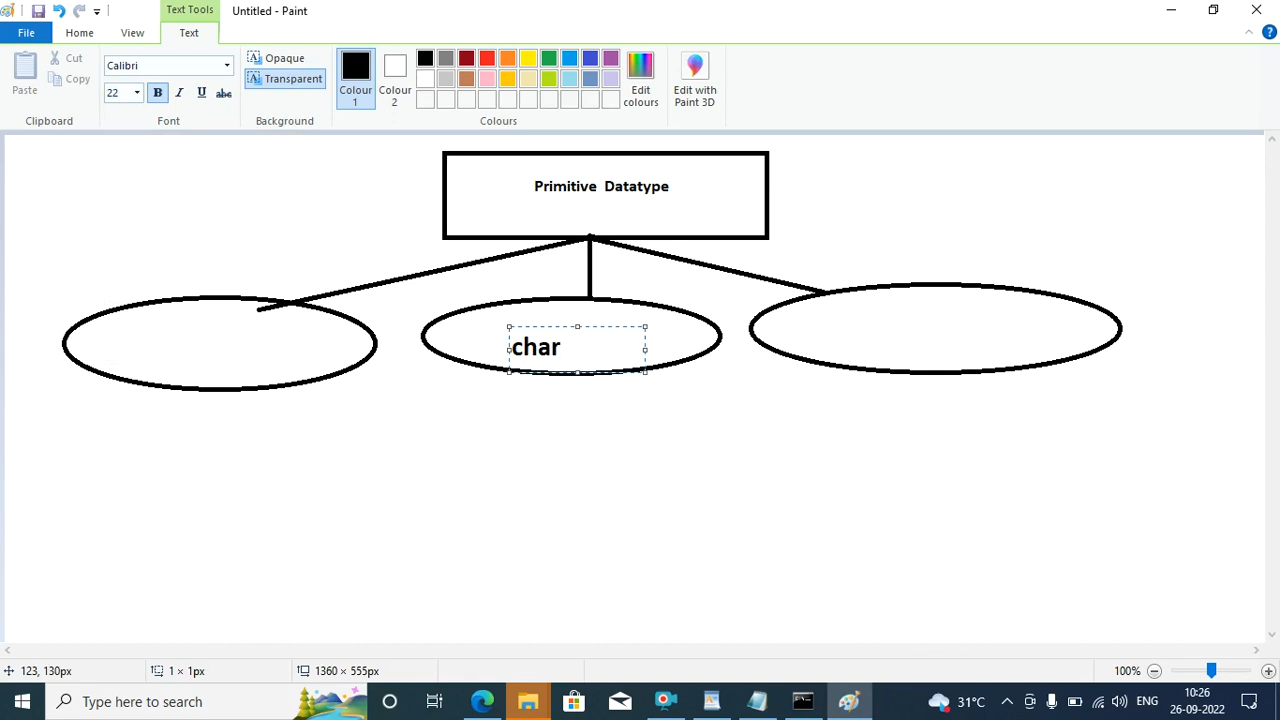 Text Tools
Untitled - Paint
File
Home
View
Text
Paste
Cut
Copy
Clipboard
Calibri
22
B
I
U
abc
Font
Opaque
Transparent
Background
Colour 1
Colour 2
Edit colours
Colours
Edit with Paint 3D
Primitive Datatype
char
123, 130px
1 × 1px
1360 × 555px
100%
Type here to search
31°C
ENG
10:26
26-09-2022